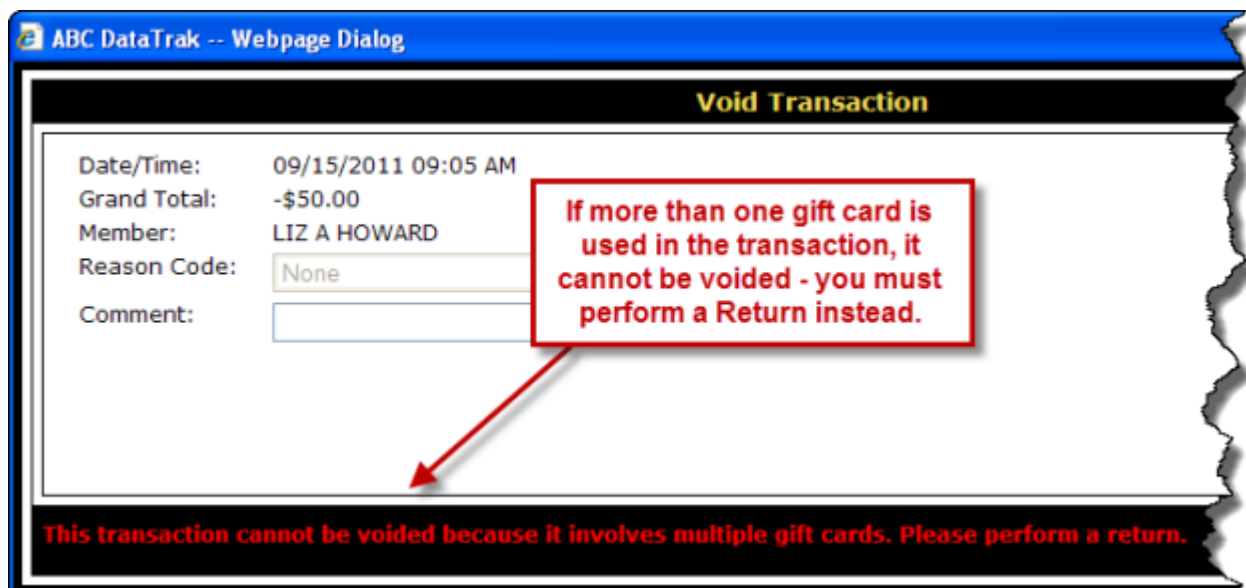 ABC DataTrak -- Webpage Dialog
Void Transaction
Date/Time: 09/15/2011 09:05 AM
Grand Total: -$50.00
Member: LIZ A HOWARD
Reason Code: None
Comment:
If more than one gift card is
used in the transaction, it
cannot be voided - you must
perform a Return instead.
This transaction cannot be voided because it involves multiple gift cards. Please perform a return.